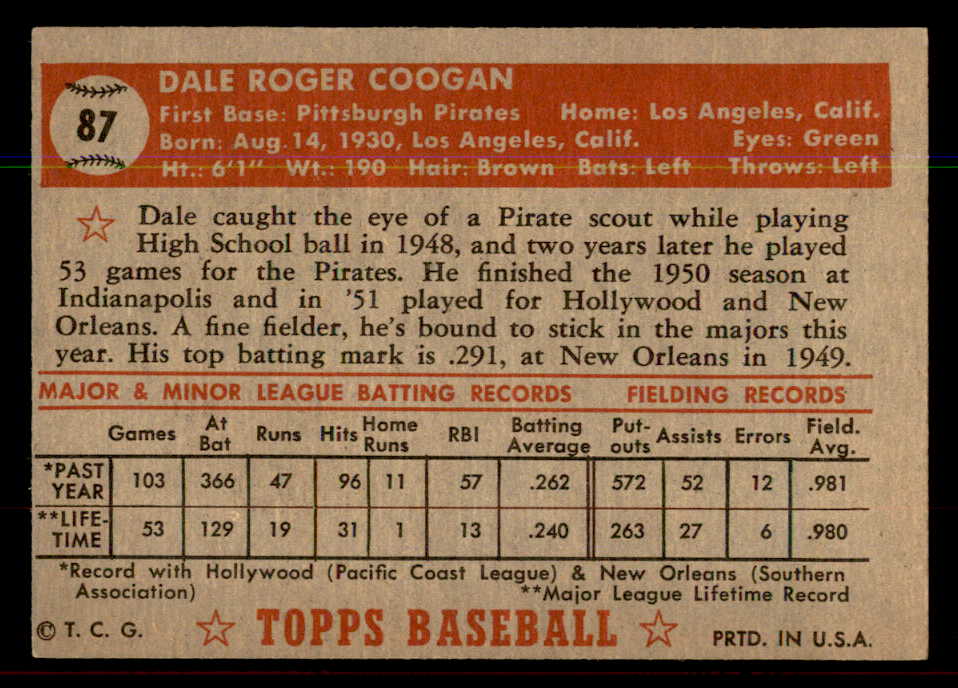 87
DALE ROGER COOGAN
First Base: Pittsburgh Pirates Home: Los Angeles, Calif.
Born: Aug. 14, 1930, Los Angeles, Calif. Eyes: Green
Ht.: 6'1" Wt.: 190 Hair: Brown Bats: Left Throws: Left
Dale caught the eye of a Pirate scout while playing
High School ball in 1948, and two years later he played
53 games for the Pirates. He finished the 1950 season at
Indianapolis and in '51 played for Hollywood and New
Orleans. A fine fielder, he's bound to stick in the majors this
year. His top batting mark is .291, at New Orleans in 1949.
MAJOR & MINOR LEAGUE BATTING RECORDS FIELDING RECORDS
Games At Bat Runs Hits Home Runs RBI Batting Average Put-outs Assists Errors Field. Avg.
*PAST YEAR 103 366 47 96 11 57 .262 572 52 12 .981
**LIFE-TIME 53 129 19 31 1 13 .240 263 27 6 .980
*Record with Hollywood (Pacific Coast League) & New Orleans (Southern
Association) **Major League Lifetime Record
© T. C. G. TOPPS BASEBALL PRTD. IN U.S.A.